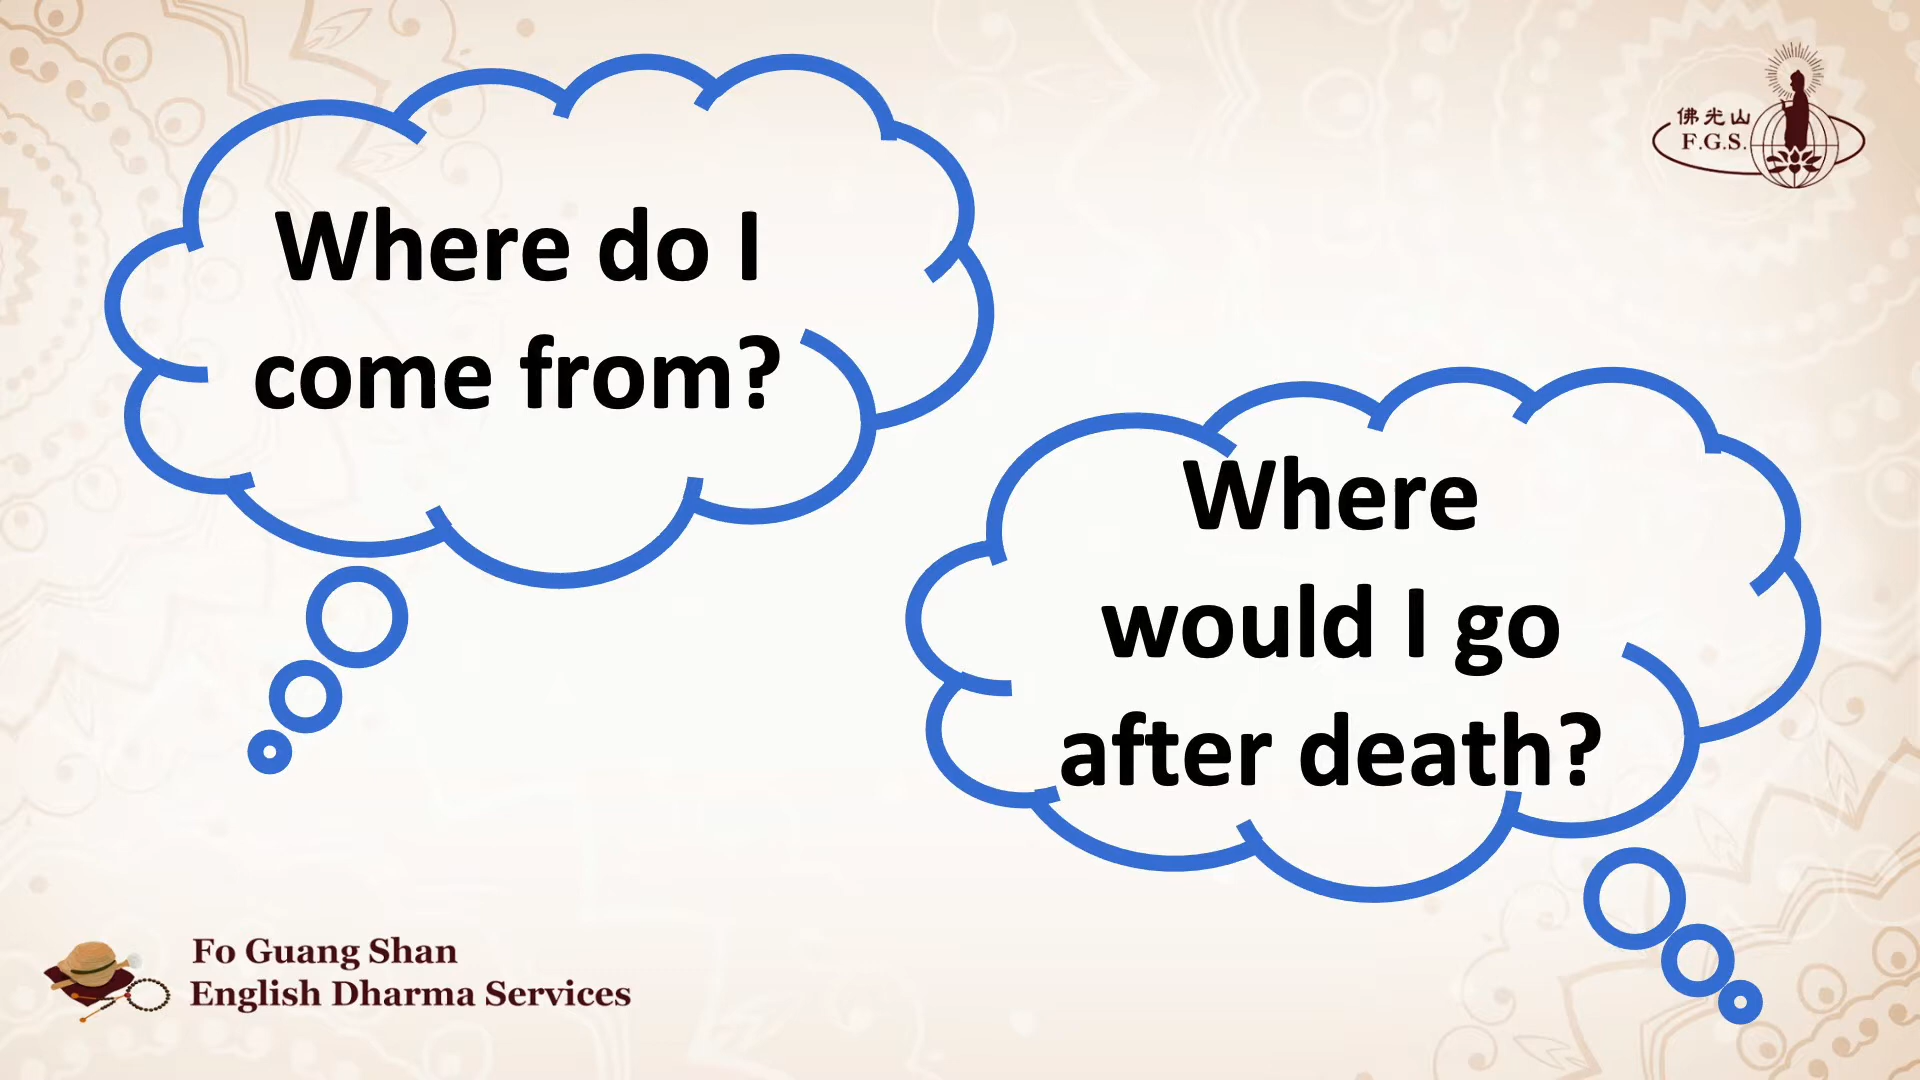 Where do I
come from?
佛光山
F.G.S.
Where
would I go
after death?
Fo Guang Shan
English Dharma Services